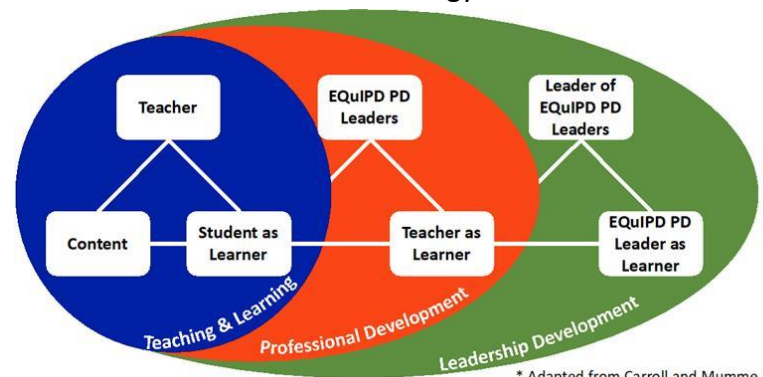 Teacher
EQuIPD PD
Leaders
Leader of
EQuIPD PD
Leaders
Content
Student as
Learner
Teacher as
Learner
EQuIPD PD
Leader as
Learner
Teaching & Learning
Professional Development
Leadership Development
* Adapted from Carroll and Mumme